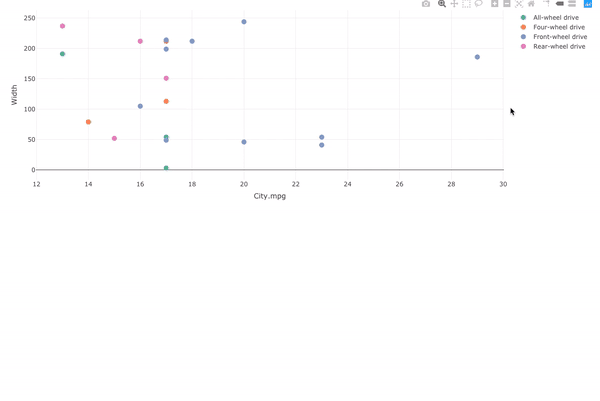 250
200
150
100
50
0
Width
12 14 16 18 20 22 24 26 28 30
City.mpg
All-wheel drive
Four-wheel drive
Front-wheel drive
Rear-wheel drive